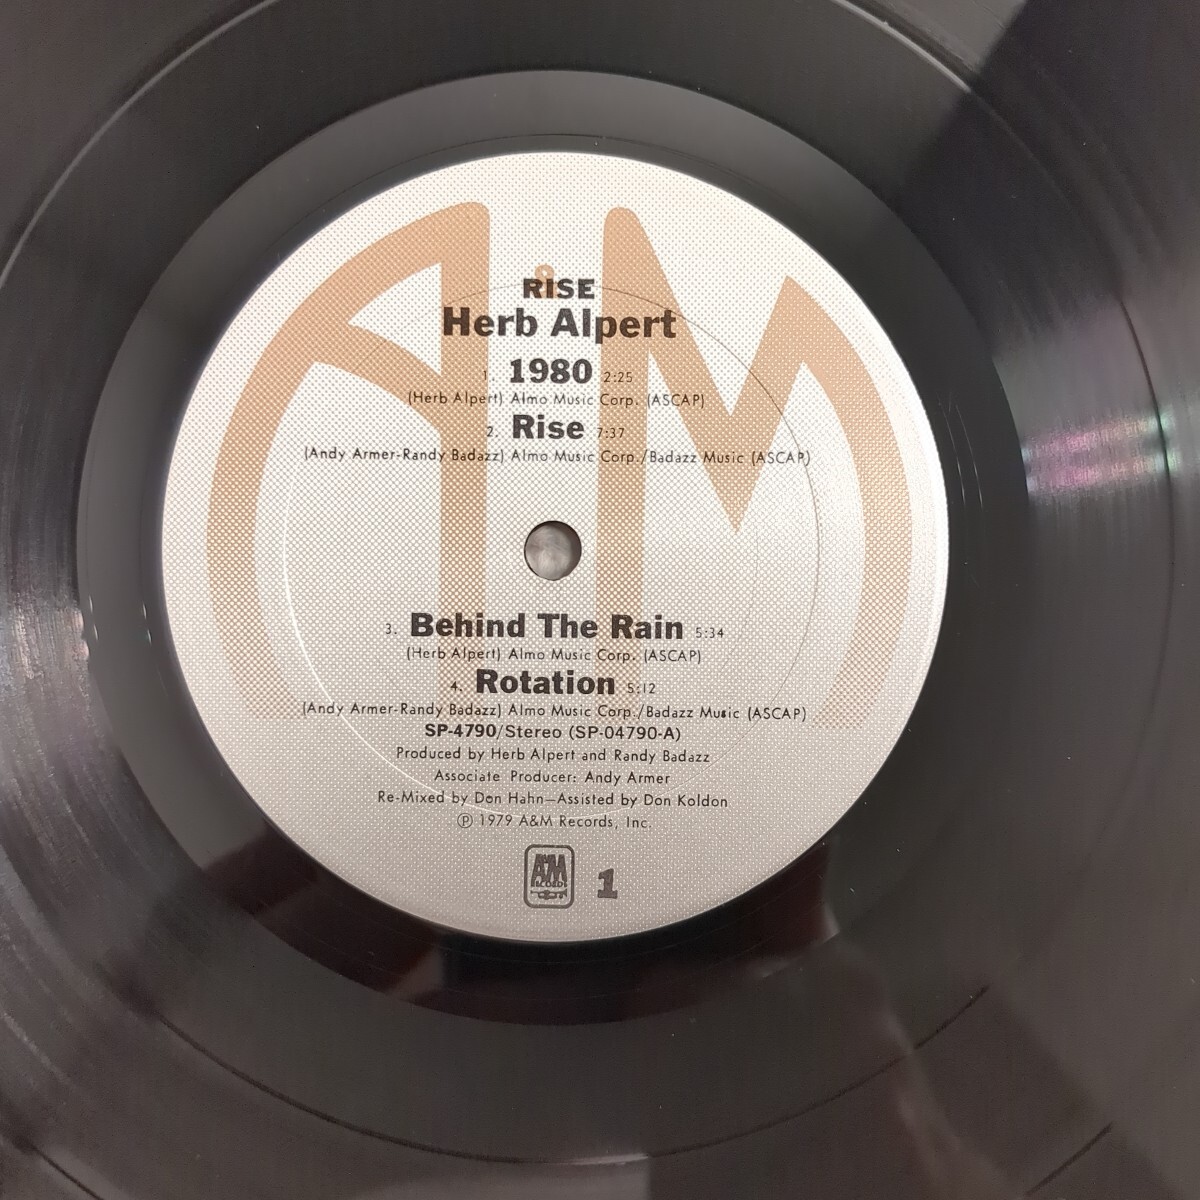 RISE
Herb Alpert
1. 1980 2:25
(Herb Alpert) Almo Music Corp. (ASCAP)
2. Rise 7:37
(Andy Armer-Randy Badazz) Almo Music Corp./Badazz Music (ASCAP)
3. Behind The Rain 5:34
(Herb Alpert) Almo Music Corp. (ASCAP)
4. Rotation 5:12
(Andy Armer-Randy Badazz) Almo Music Corp./Badazz Music (ASCAP)
SP-4790/Stereo (SP-04790-A)
Produced by Herb Alpert and Randy Badazz
Associate Producer: Andy Armer
Re-Mixed by Don Hahn—Assisted by Don Koldon
℗ 1979 A&M Records, Inc.
A&M
RECORDS
1